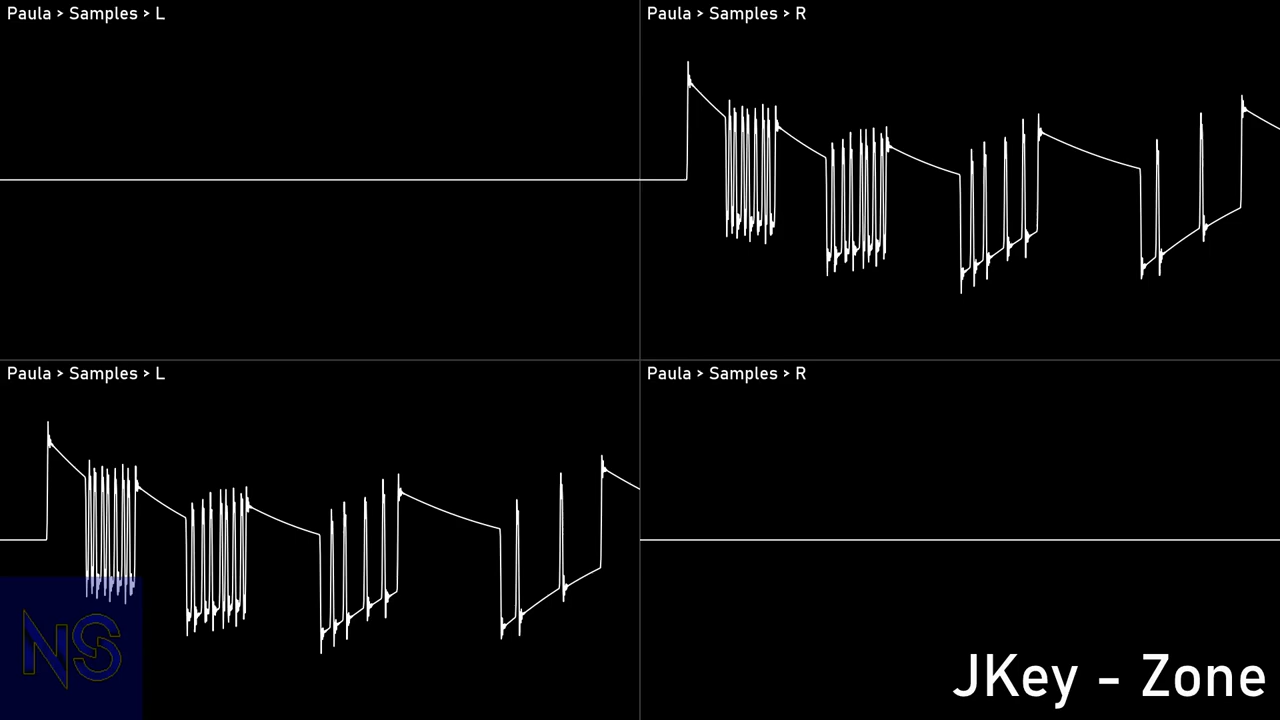 Paula > Samples > L
Paula > Samples > R
Paula > Samples > L
Paula > Samples > R
NS
JKey - Zone